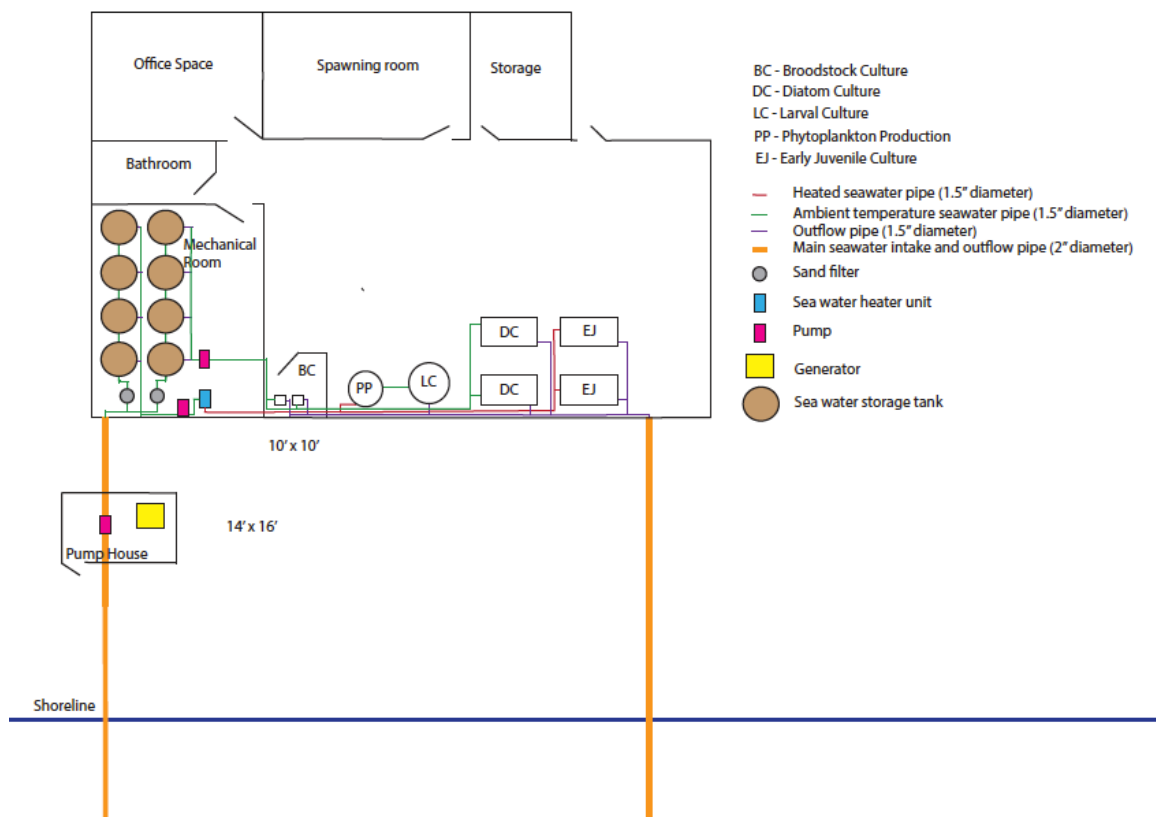 Office Space
Spawning room
Storage
Bathroom
Mechanical
Room
BC
PP
LC
DC
EJ
DC
EJ
10' x 10'
14' x 16'
Pump House
Shoreline
BC - Broodstock Culture
DC - Diatom Culture
LC - Larval Culture
PP - Phytoplankton Production
EJ - Early Juvenile Culture
Heated seawater pipe (1.5" diameter)
Ambient temperature seawater pipe (1.5" diameter)
Outflow pipe (1.5" diameter)
Main seawater intake and outflow pipe (2" diameter)
Sand filter
Sea water heater unit
Pump
Generator
Sea water storage tank